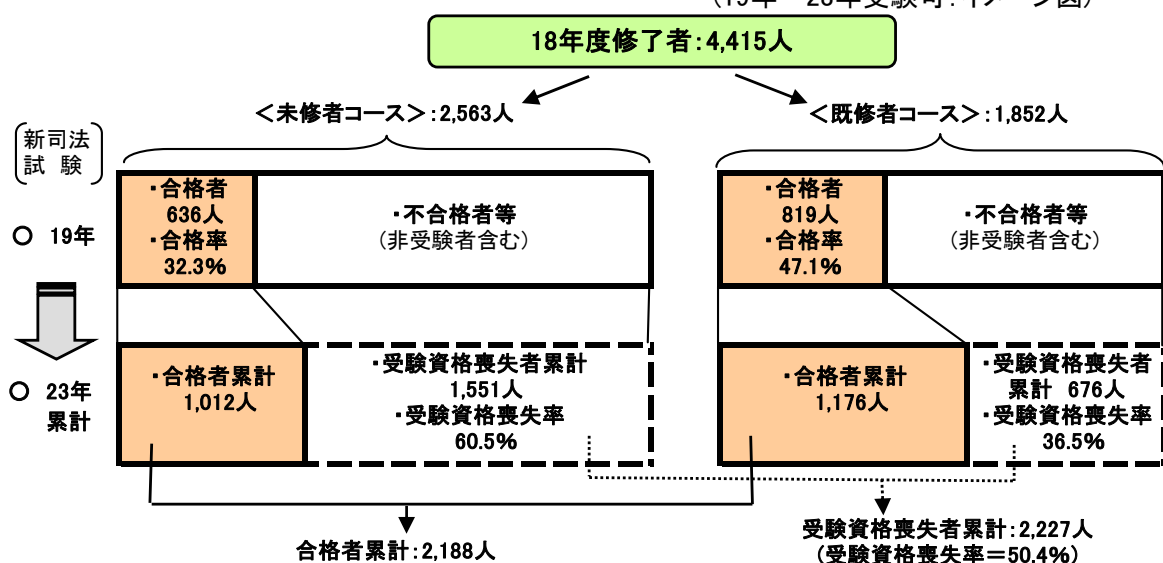 18年度修了者：4,415人
＜未修者コース＞：2,563人
＜既修者コース＞：1,852人
新司法
試 験
○ 19年
・合格者
636人
・合格率
32.3％
・不合格者等
（非受験者含む）
・合格者
819人
・合格率
47.1％
・不合格者等
（非受験者含む）
○ 23年
累計
・合格者累計
1,012人
・受験資格喪失者累計
1,551人
・受験資格喪失率
60.5％
・合格者累計
1,176人
・受験資格喪失者
累計 676人
・受験資格喪失率
36.5％
合格者累計：2,188人
受験資格喪失者累計：2,227人
（受験資格喪失率＝50.4％）